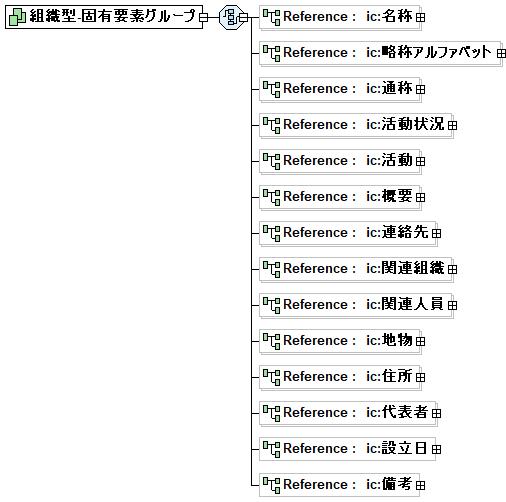 組織型-固有要素グループ
Reference : ic:名称
Reference : ic:略称アルファベット
Reference : ic:通称
Reference : ic:活動状況
Reference : ic:活動
Reference : ic:概要
Reference : ic:連絡先
Reference : ic:関連組織
Reference : ic:関連人員
Reference : ic:地物
Reference : ic:住所
Reference : ic:代表者
Reference : ic:設立日
Reference : ic:備考